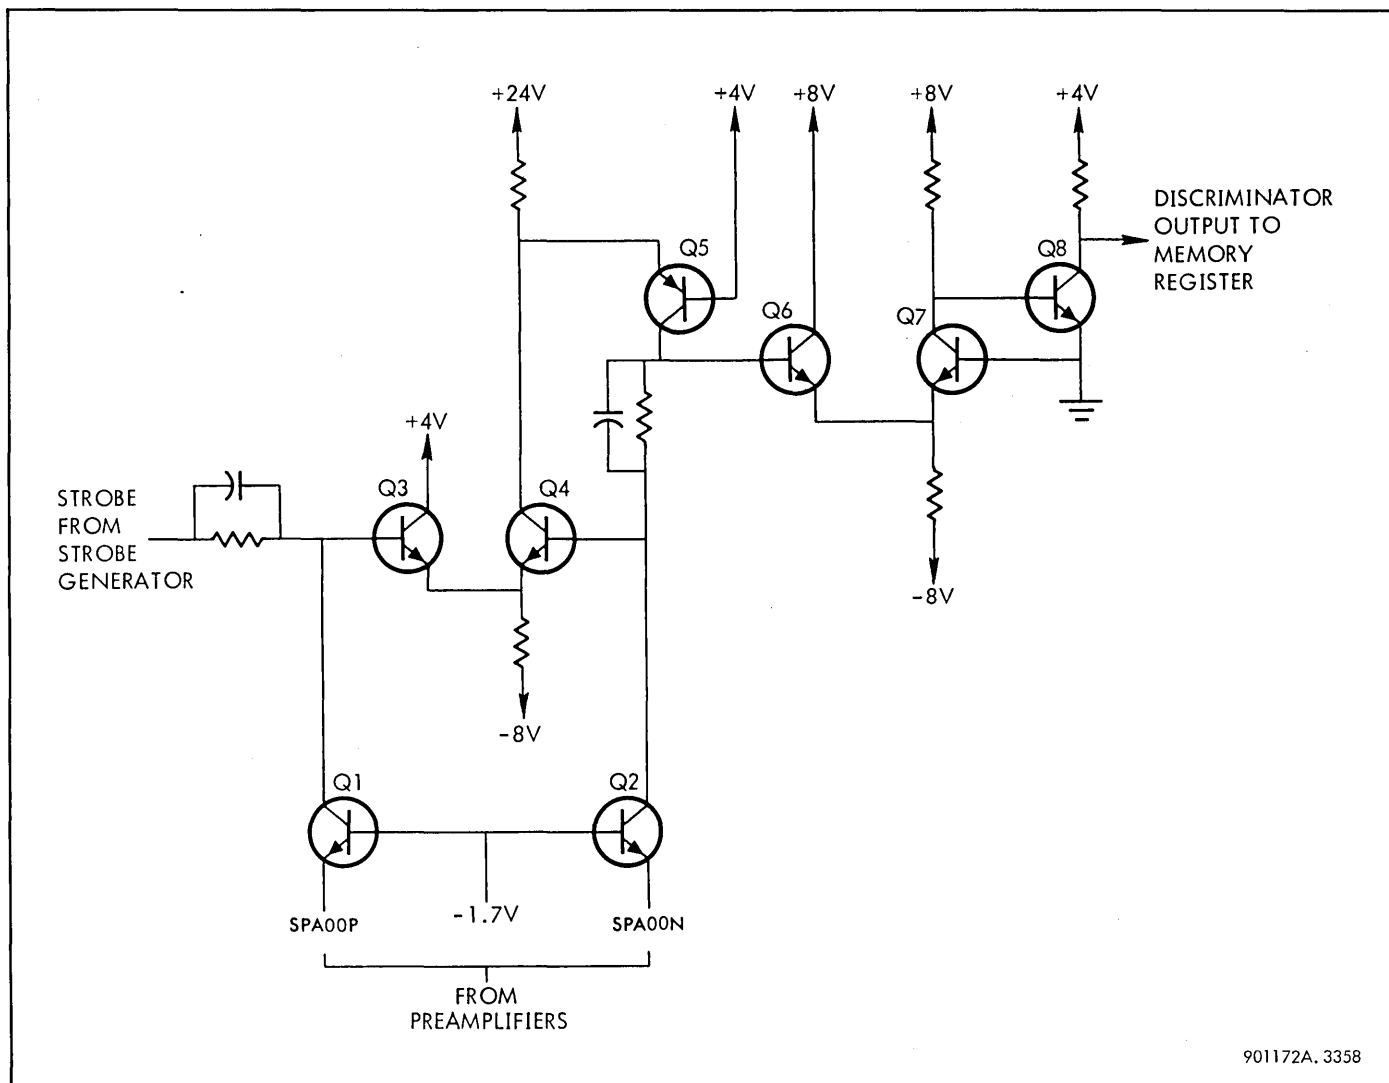 +24V
+4V
+8V
+8V
+4V
DISCRIMINATOR
OUTPUT TO
MEMORY
REGISTER
Q5
Q8
Q6
Q7
+4V
Q3
Q4
STROBE
FROM
STROBE
GENERATOR
-8V
-8V
Q1
Q2
SPA00P
-1.7V
SPA00N
FROM
PREAMPLIFIERS
901172A. 3358